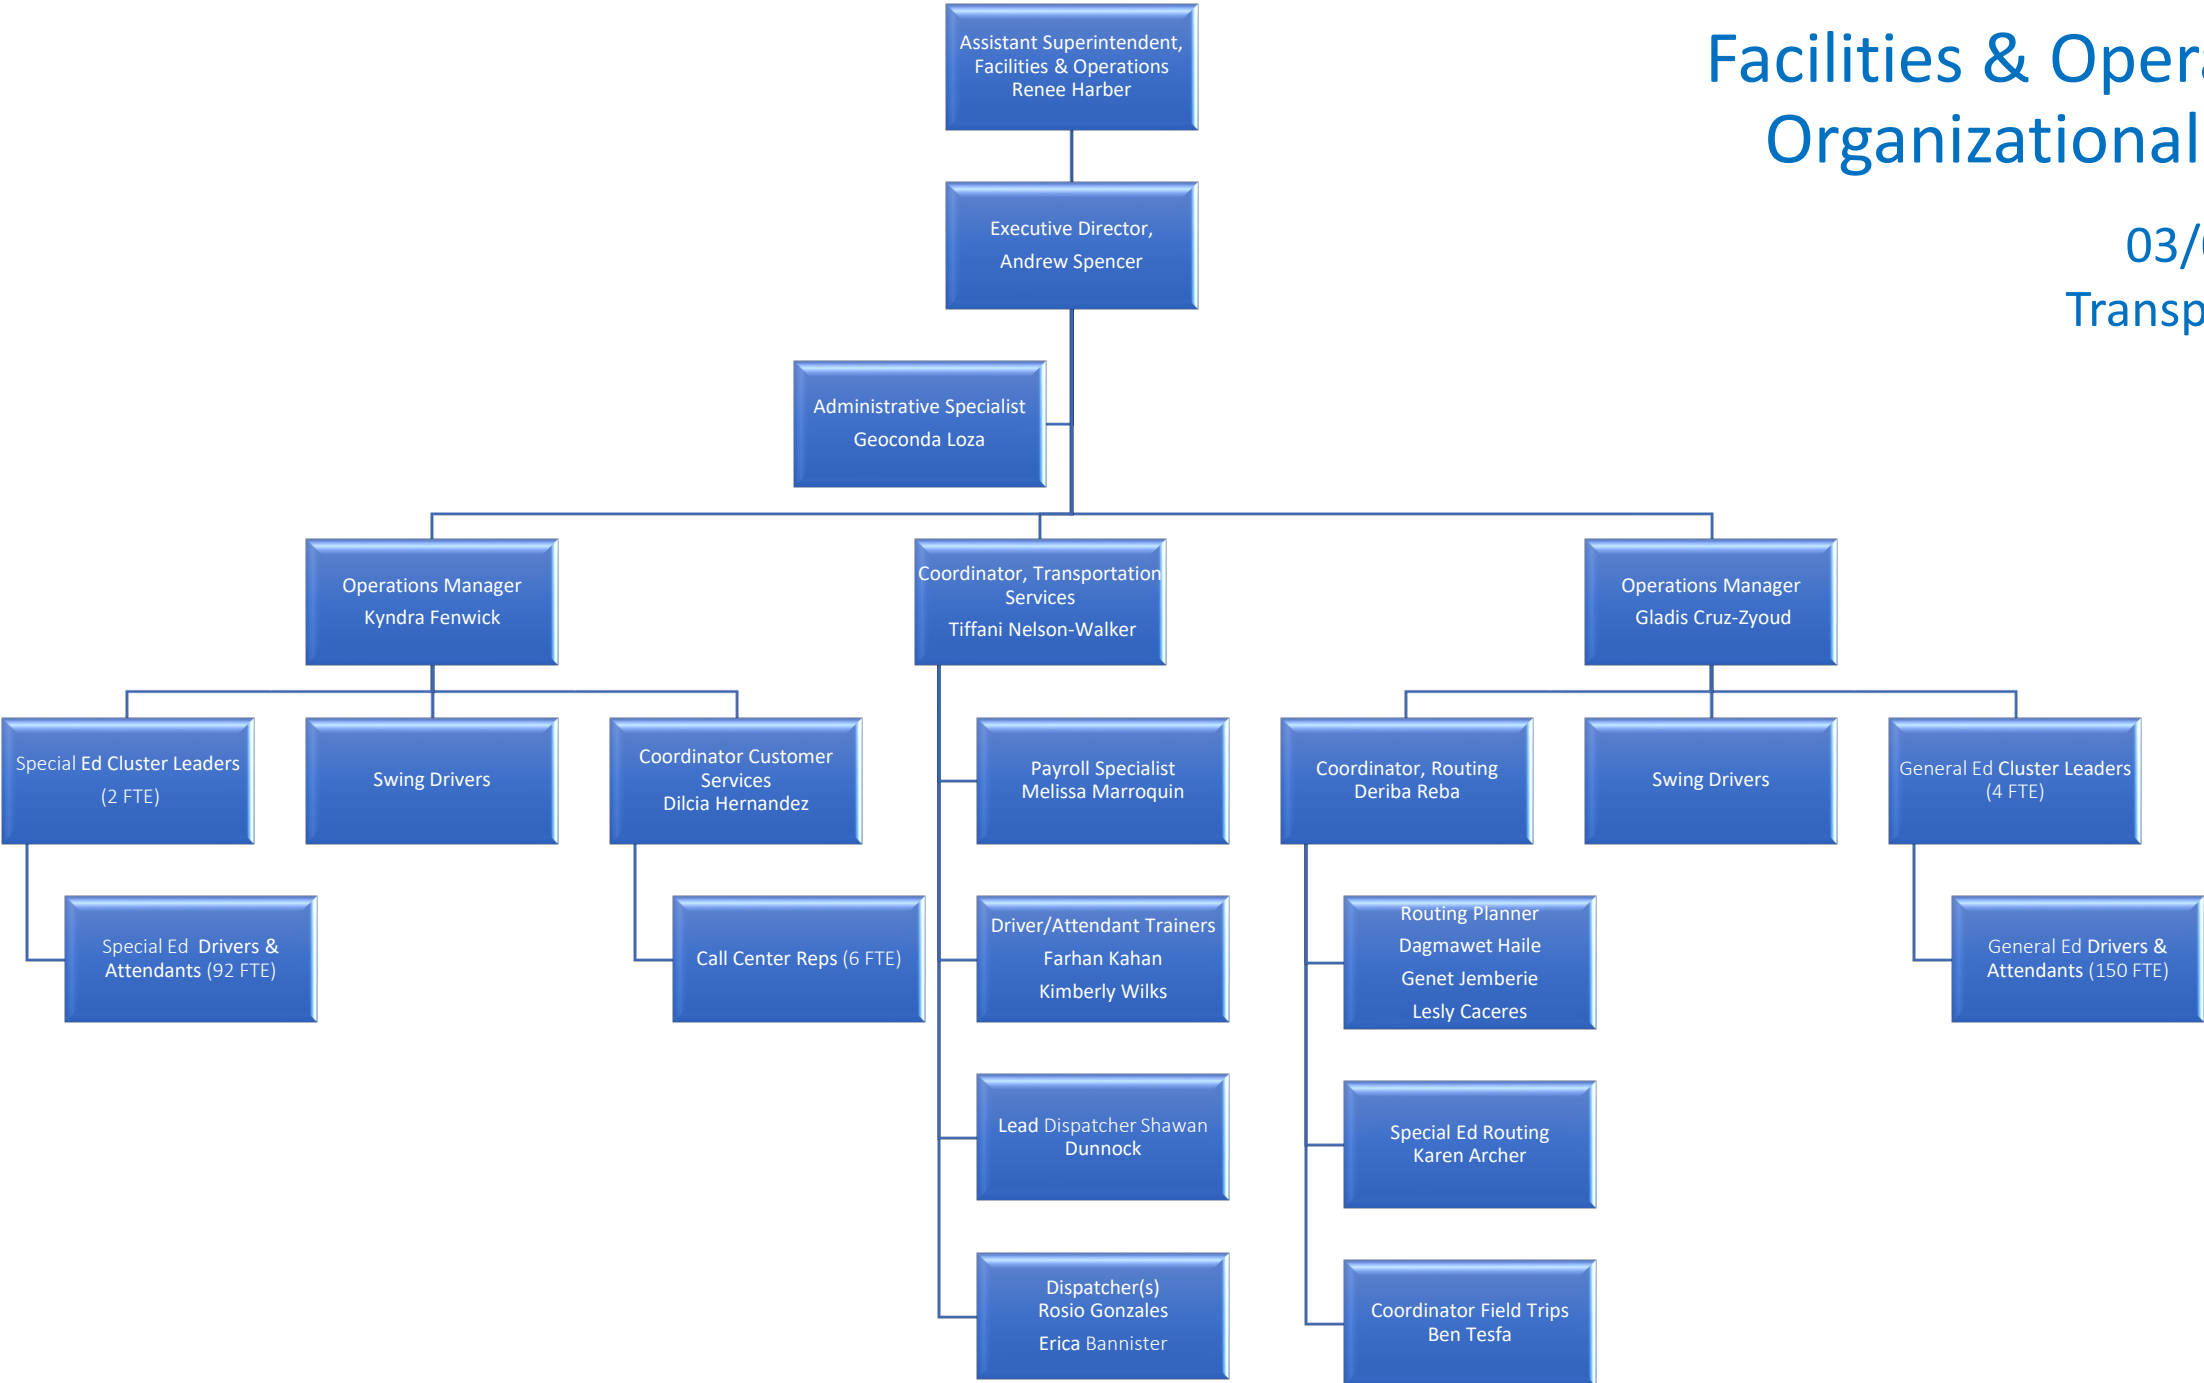 Facilities & Opera
Organizational
03/
Transp
Assistant Superintendent,
Facilities & Operations
Renee Harber
Executive Director,
Andrew Spencer
Administrative Specialist
Geoconda Loza
Operations Manager
Kyndra Fenwick
Coordinator, Transportation
Services
Tiffani Nelson-Walker
Operations Manager
Gladis Cruz-Zyoud
Special Ed Cluster Leaders
(2 FTE)
Swing Drivers
Coordinator Customer
Services
Dilcia Hernandez
Payroll Specialist
Melissa Marroquin
Coordinator, Routing
Deriba Reba
Swing Drivers
General Ed Cluster Leaders
(4 FTE)
Special Ed Drivers &
Attendants (92 FTE)
Call Center Reps (6 FTE)
Driver/Attendant Trainers
Farhan Kahan
Kimberly Wilks
Routing Planner
Dagmawet Haile
Genet Jemberie
Lesly Caceres
General Ed Drivers &
Attendants (150 FTE)
Lead Dispatcher Shawan
Dunnock
Special Ed Routing
Karen Archer
Dispatcher(s)
Rosio Gonzales
Erica Bannister
Coordinator Field Trips
Ben Tesfa